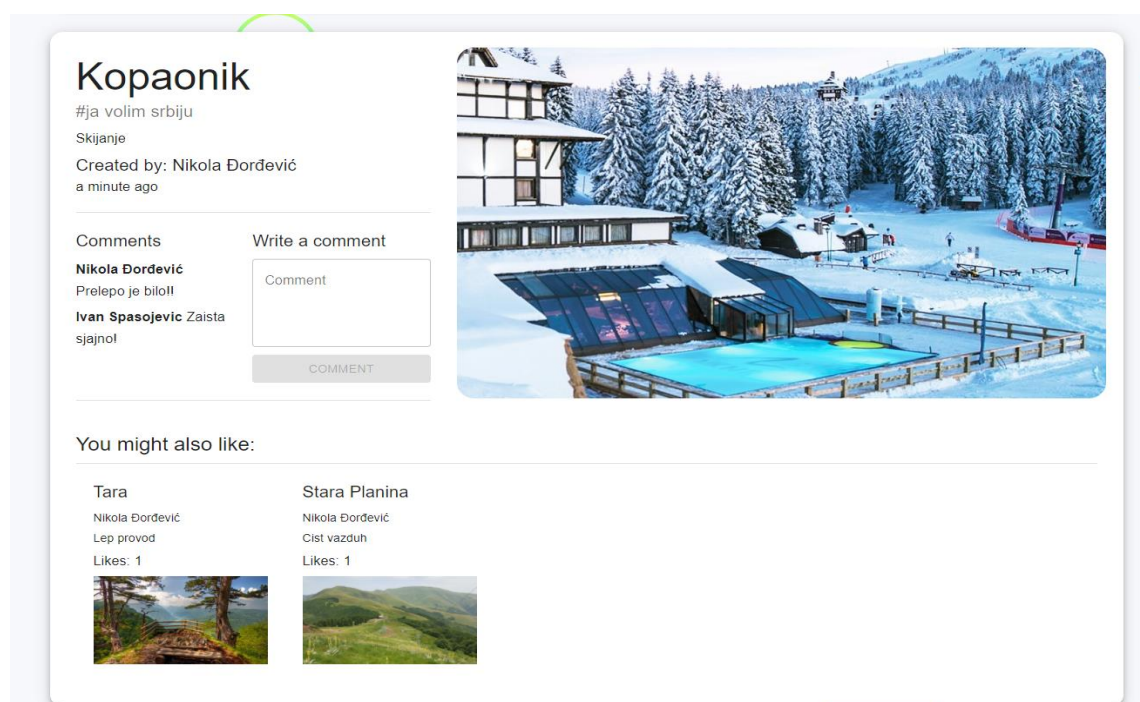 Kopaonik
#ja volim srbiju
Skijanje
Created by: Nikola Đorđević
a minute ago
Comments
Nikola Đorđević
Prelepo je bilo!!
Ivan Spasojevic Zaista
sjajno!
Write a comment
Comment
COMMENT
You might also like:
Tara
Nikola Đorđević
Lep provod
Likes: 1
Stara Planina
Nikola Đorđević
Cist vazduh
Likes: 1